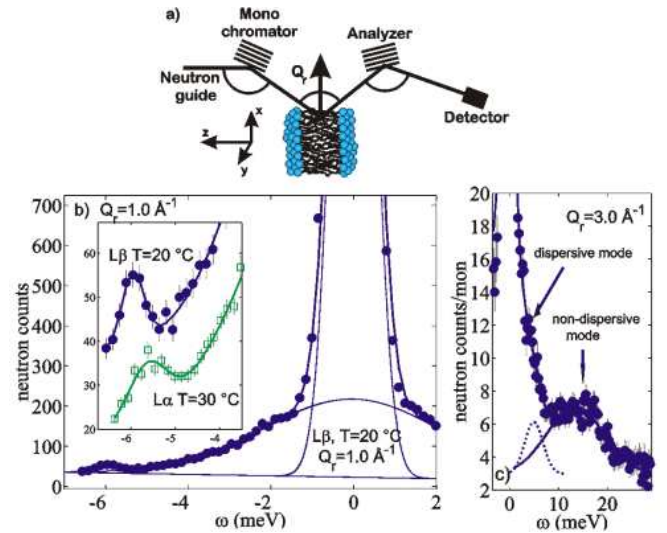 a)
Mono
chromator
Analyzer
Qr
Neutron
guide
Detector
x
z
y
b) Qr=1.0 Å⁻¹
700
600
500
400
300
200
100
0
neutron counts
60
50
40
30
20
Lβ T=20 °C
Lα T=30 °C
-6 -5 -4
Lβ, T=20 °C
Qr=1.0 Å⁻¹
-6 -4 -2 0 2
ω (meV)
20
18
16
14
12
10
8
6
4
2
0
neutron counts/mon
Qr=3.0 Å⁻¹
dispersive mode
non-dispersive
mode
c)
0 10 20
ω (meV)